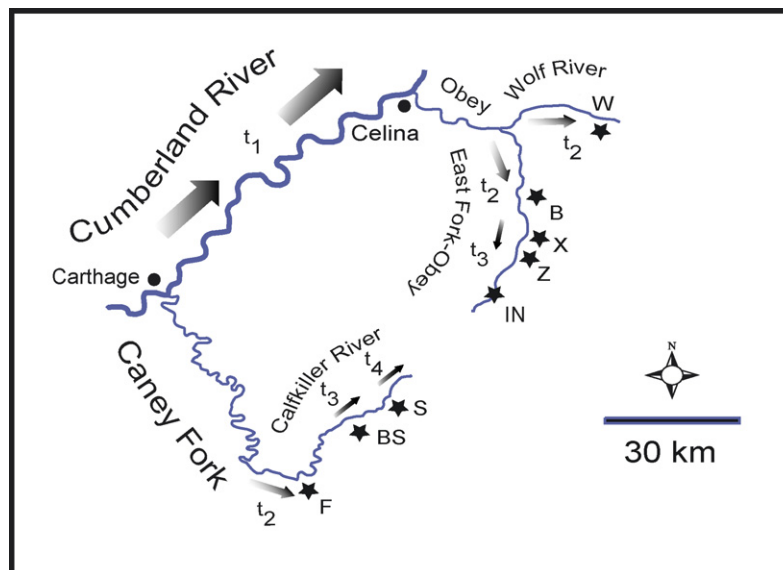 Cumberland River
t1
Celina
Obey
Wolf River
W
t2
East Fork-Obey
t2
B
t3
X
Z
IN
Carthage
Caney Fork
Calfkiller River
t3
t4
S
BS
t2
F
N
30 km